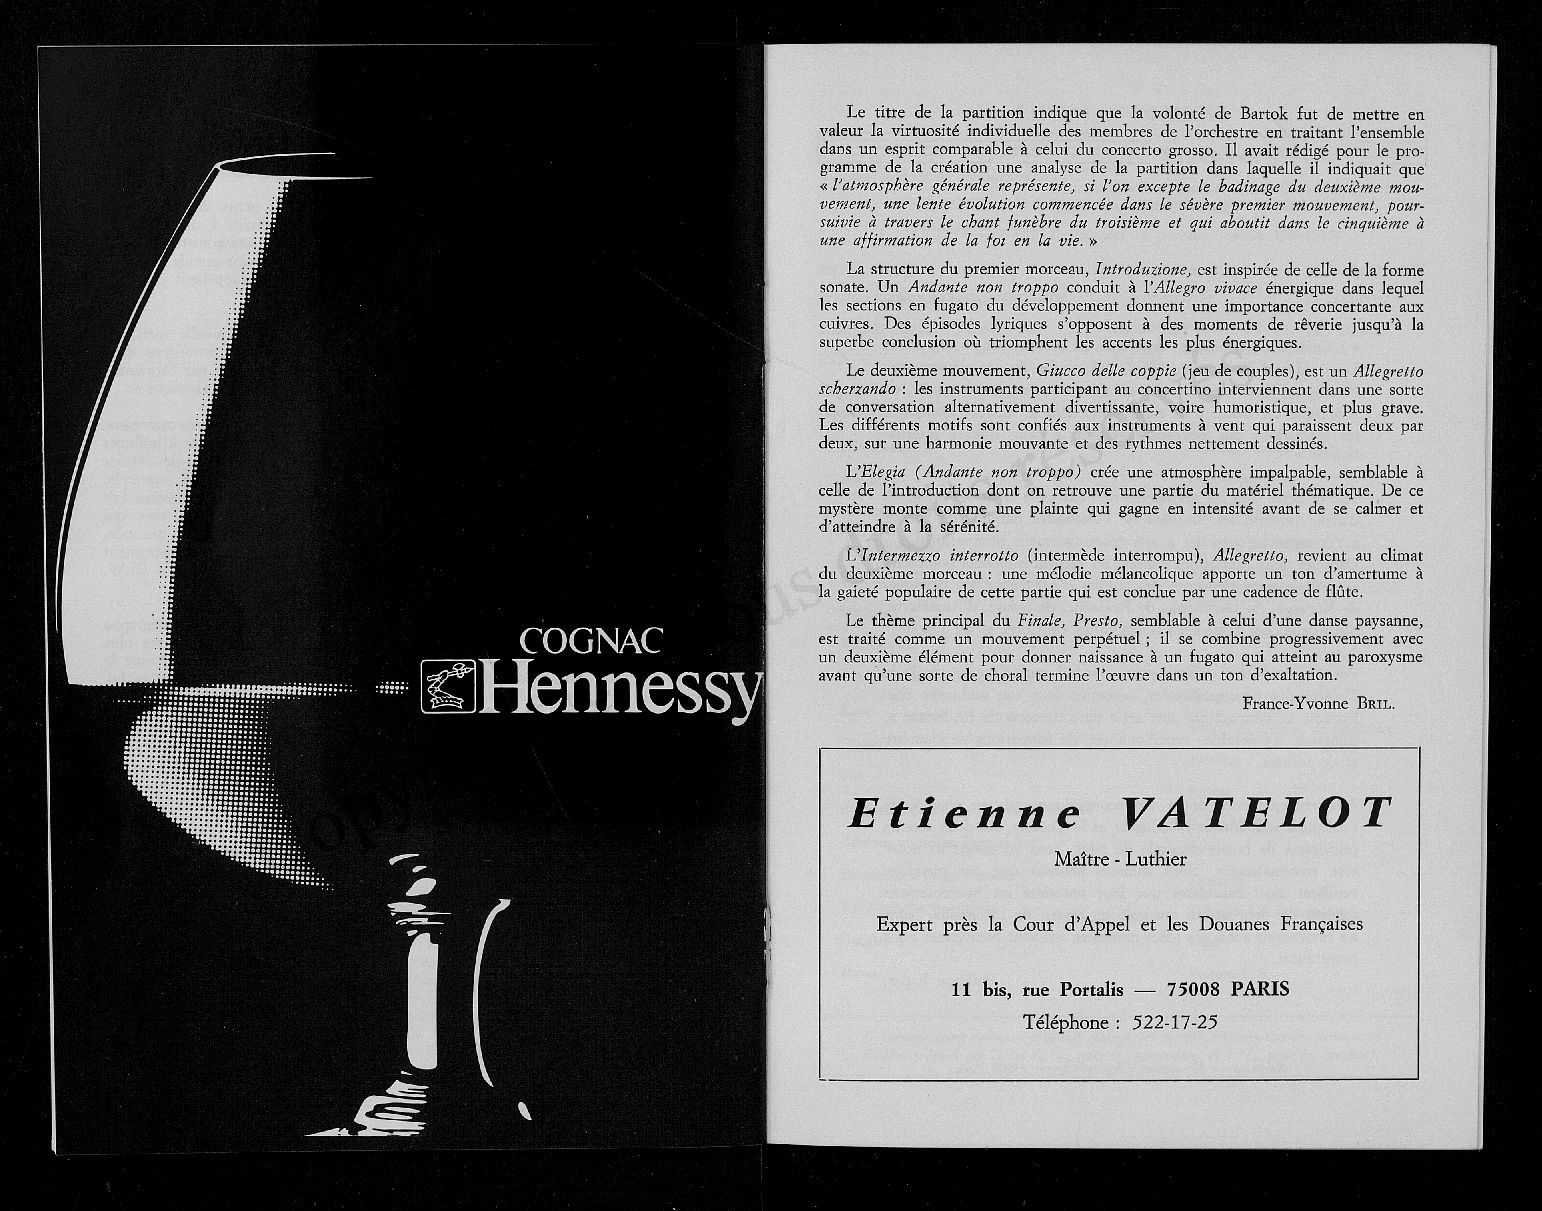 COGNAC
Hennessy
Le titre de la partition indique que la volonté de Bartok fut de mettre en
valeur la virtuosité individuelle des membres de l'orchestre en traitant l'ensemble
dans un esprit comparable à celui du concerto grosso. Il avait rédigé pour le pro-
gramme de la création une analyse de la partition dans laquelle il indiquait que
« l'atmosphère générale représente, si l'on excepte le badinage du deuxième mou-
vement, une lente évolution commencée dans le sévère premier mouvement, pour-
suivie à travers le chant funèbre du troisième et qui aboutit dans le cinquième à
une affirmation de la foi en la vie. »
La structure du premier morceau, Introduzione, est inspirée de celle de la forme
sonate. Un Andante non troppo conduit à l'Allegro vivace énergique dans lequel
les sections en fugato du développement donnent une importance concertante aux
cuivres. Des épisodes lyriques s'opposent à des moments de rêverie jusqu'à la
superbe conclusion où triomphent les accents les plus énergiques.
Le deuxième mouvement, Giucco delle coppie (jeu de couples), est un Allegretto
scherzando : les instruments participant au concertino interviennent dans une sorte
de conversation alternativement divertissante, voire humoristique, et plus grave.
Les différents motifs sont confiés aux instruments à vent qui paraissent deux par
deux, sur une harmonie mouvante et des rythmes nettement dessinés.
L'Elegia (Andante non troppo) crée une atmosphère impalpable, semblable à
celle de l'introduction dont on retrouve une partie du matériel thématique. De ce
mystère monte comme une plainte qui gagne en intensité avant de se calmer et
d'atteindre à la sérénité.
L'Intermezzo interrotto (intermède interrompu), Allegretto, revient au climat
du deuxième morceau : une mélodie mélancolique apporte un ton d'amertume à
la gaieté populaire de cette partie qui est conclue par une cadence de flûte.
Le thème principal du Finale, Presto, semblable à celui d'une danse paysanne,
est traité comme un mouvement perpétuel ; il se combine progressivement avec
un deuxième élément pour donner naissance à un fugato qui atteint au paroxysme
avant qu'une sorte de choral termine l'œuvre dans un ton d'exaltation.
France-Yvonne BRIL.
Etienne VATELOT
Maître - Luthier
Expert près la Cour d'Appel et les Douanes Françaises
11 bis, rue Portalis — 75008 PARIS
Téléphone : 522-17-25